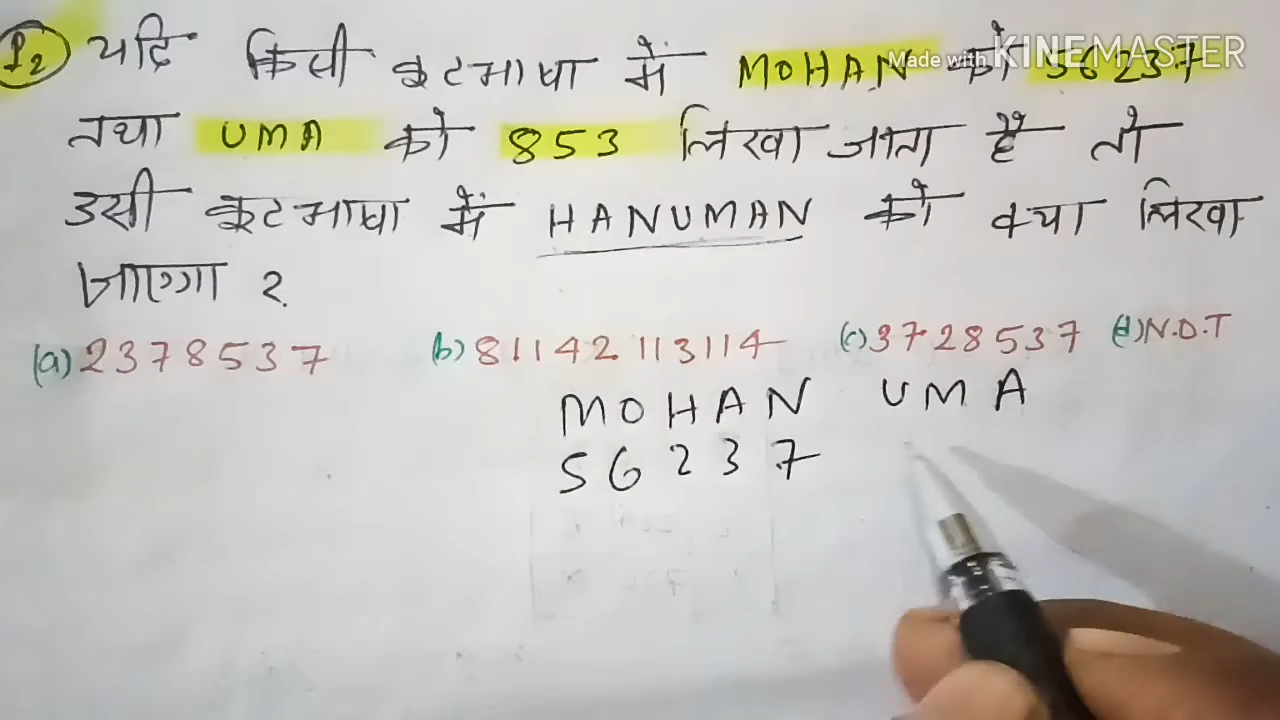 P2 यदि किसी कूटभाषा में MOHAN को 56237
Made with KINEMASTER
तथा UMA को 853 लिखा जाता है तो
उसी कूटभाषा में HANUMAN को क्या लिखा
जाएगा ?
(a) 2378537 (b) 81142113114 (c) 3728537 (d) N.O.T
MOHAN UMA
56237